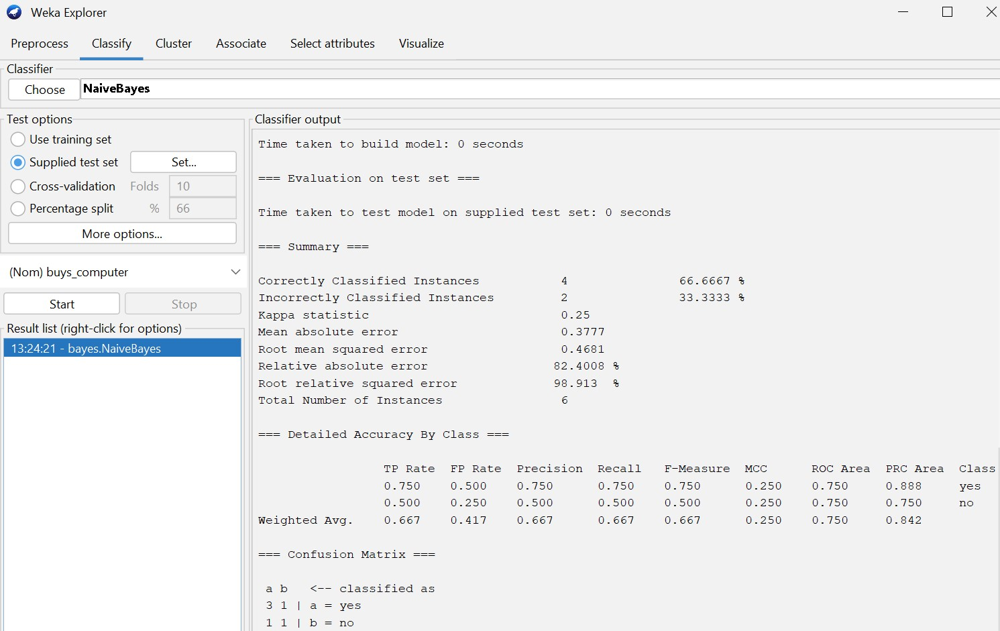 Weka Explorer
Preprocess Classify Cluster Associate Select attributes Visualize
Classifier
Choose NaiveBayes
Test options
Use training set
Supplied test set Set...
Cross-validation Folds 10
Percentage split % 66
More options...
(Nom) buys_computer
Start Stop
Result list (right-click for options)
13:24:21 - bayes.NaiveBayes
Classifier output
Time taken to build model: 0 seconds
=== Evaluation on test set ===
Time taken to test model on supplied test set: 0 seconds
=== Summary ===
Correctly Classified Instances 4 66.6667 %
Incorrectly Classified Instances 2 33.3333 %
Kappa statistic 0.25
Mean absolute error 0.3777
Root mean squared error 0.4681
Relative absolute error 82.4008 %
Root relative squared error 98.913 %
Total Number of Instances 6
=== Detailed Accuracy By Class ===
TP Rate FP Rate Precision Recall F-Measure MCC ROC Area PRC Area Class
0.750 0.500 0.750 0.750 0.750 0.250 0.750 0.888 yes
0.500 0.250 0.500 0.500 0.500 0.250 0.750 0.750 no
Weighted Avg. 0.667 0.417 0.667 0.667 0.667 0.250 0.750 0.842
=== Confusion Matrix ===
a b <-- classified as
3 1 | a = yes
1 1 | b = no